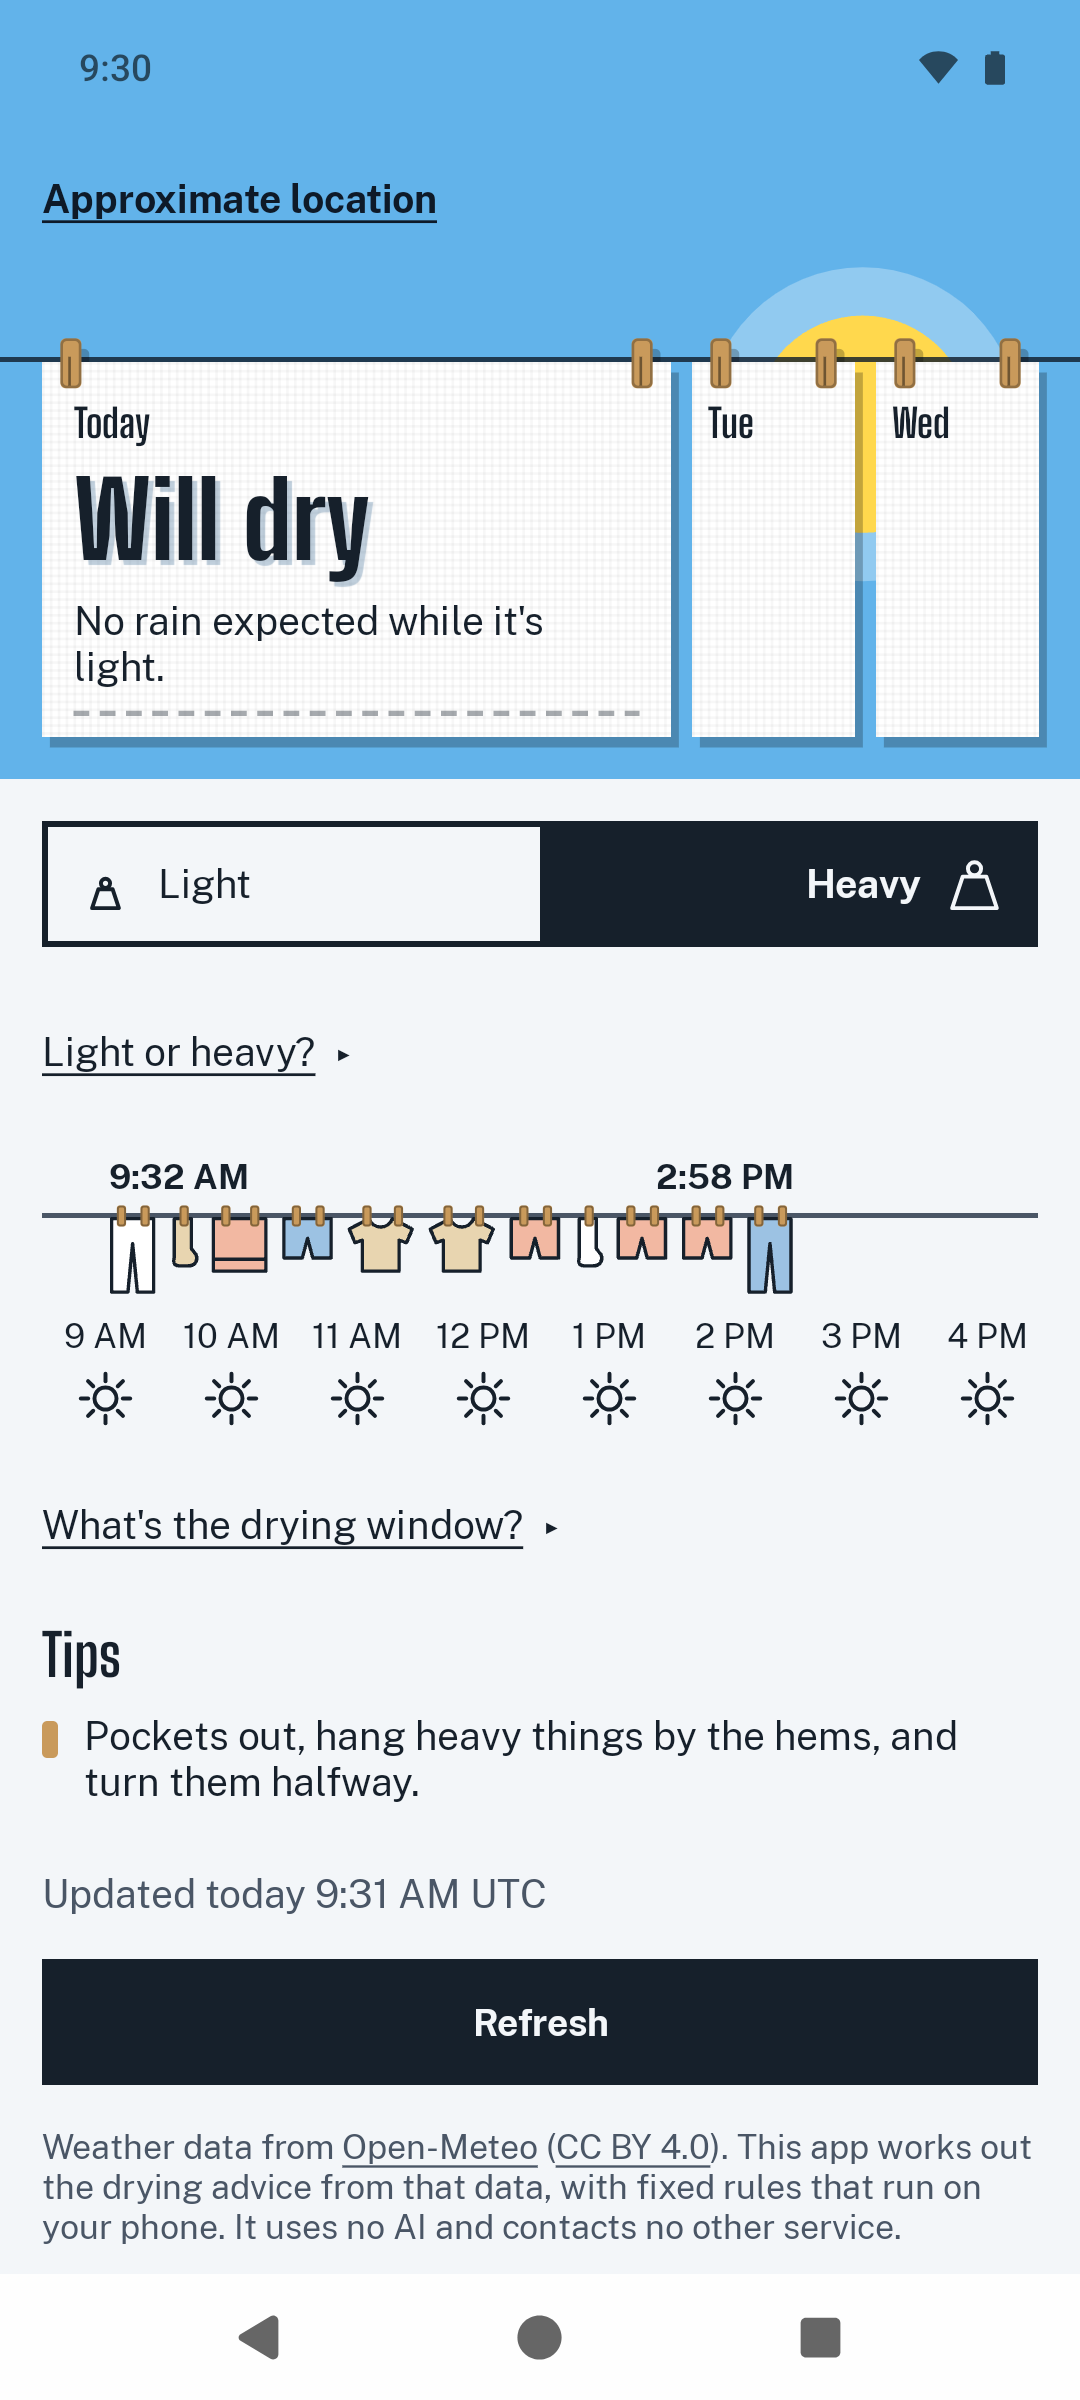 9:30
Approximate location
Today
Will dry
No rain expected while it's
light.
Tue
Wed
Light
Heavy
Light or heavy? ▸
9:32 AM
2:58 PM
9 AM 10 AM 11 AM 12 PM 1 PM 2 PM 3 PM 4 PM
What's the drying window? ▸
Tips
Pockets out, hang heavy things by the hems, and
turn them halfway.
Updated today 9:31 AM UTC
Refresh
Weather data from Open-Meteo (CC BY 4.0). This app works out
the drying advice from that data, with fixed rules that run on
your phone. It uses no AI and contacts no other service.